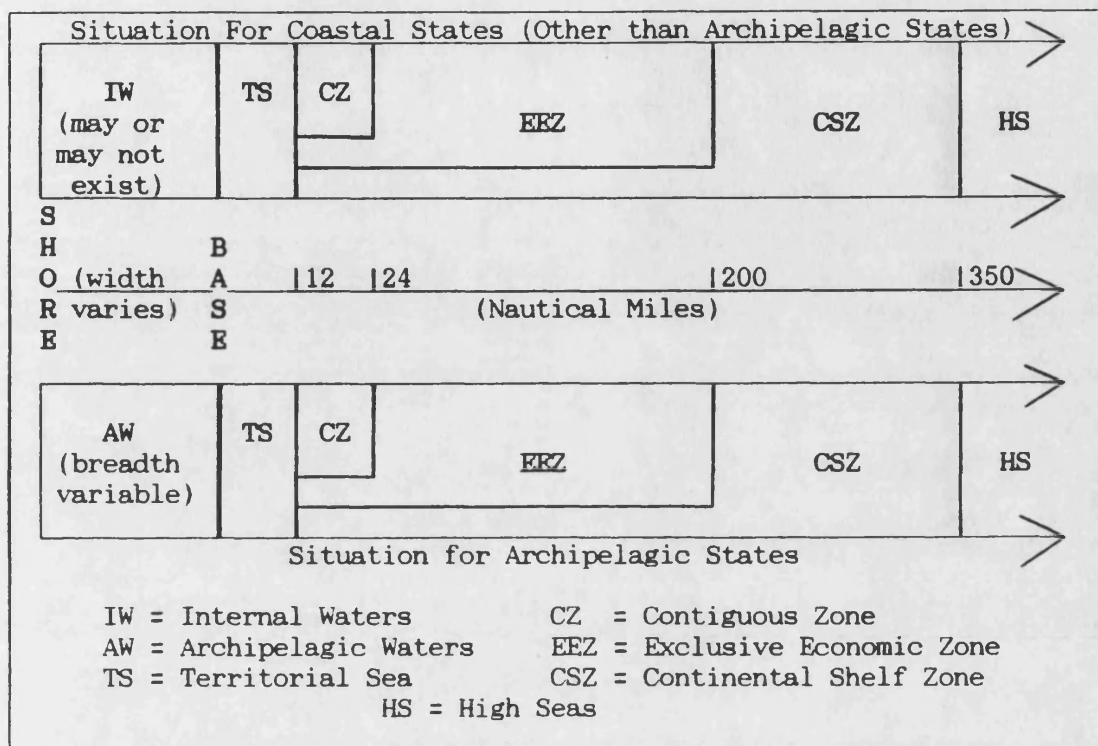 Situation For Coastal States (Other than Archipelagic States)
IW TS CZ EEZ CSZ HS
(may or
may not
exist)
SHORE (width varies) BASE |12 |24 |200 |350
(Nautical Miles)
AW TS CZ EEZ CSZ HS
(breadth
variable)
Situation for Archipelagic States
IW = Internal Waters CZ = Contiguous Zone
AW = Archipelagic Waters EEZ = Exclusive Economic Zone
TS = Territorial Sea CSZ = Continental Shelf Zone
HS = High Seas